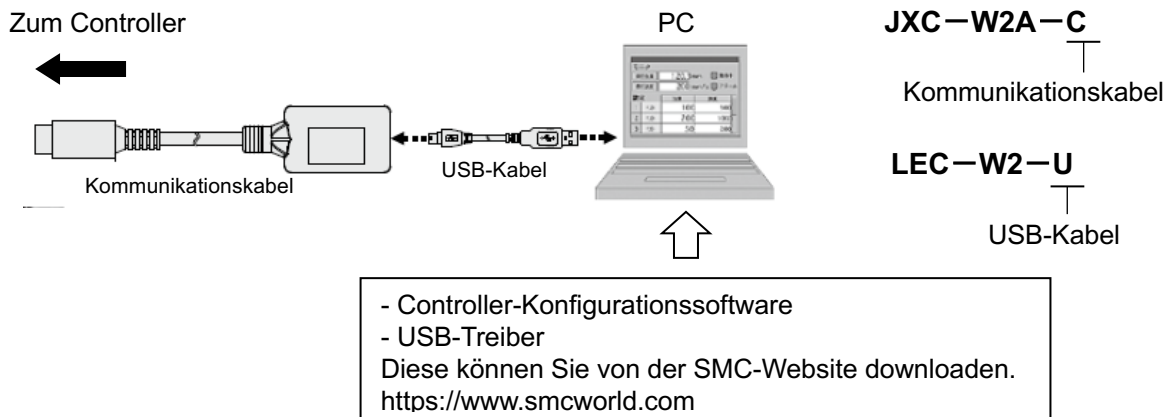 Zum Controller
PC
JXC－W2A－C
Kommunikationskabel
Kommunikationskabel
USB-Kabel
LEC－W2－U
USB-Kabel
- Controller-Konfigurationssoftware
- USB-Treiber
Diese können Sie von der SMC-Website downloaden.
https://www.smcworld.com